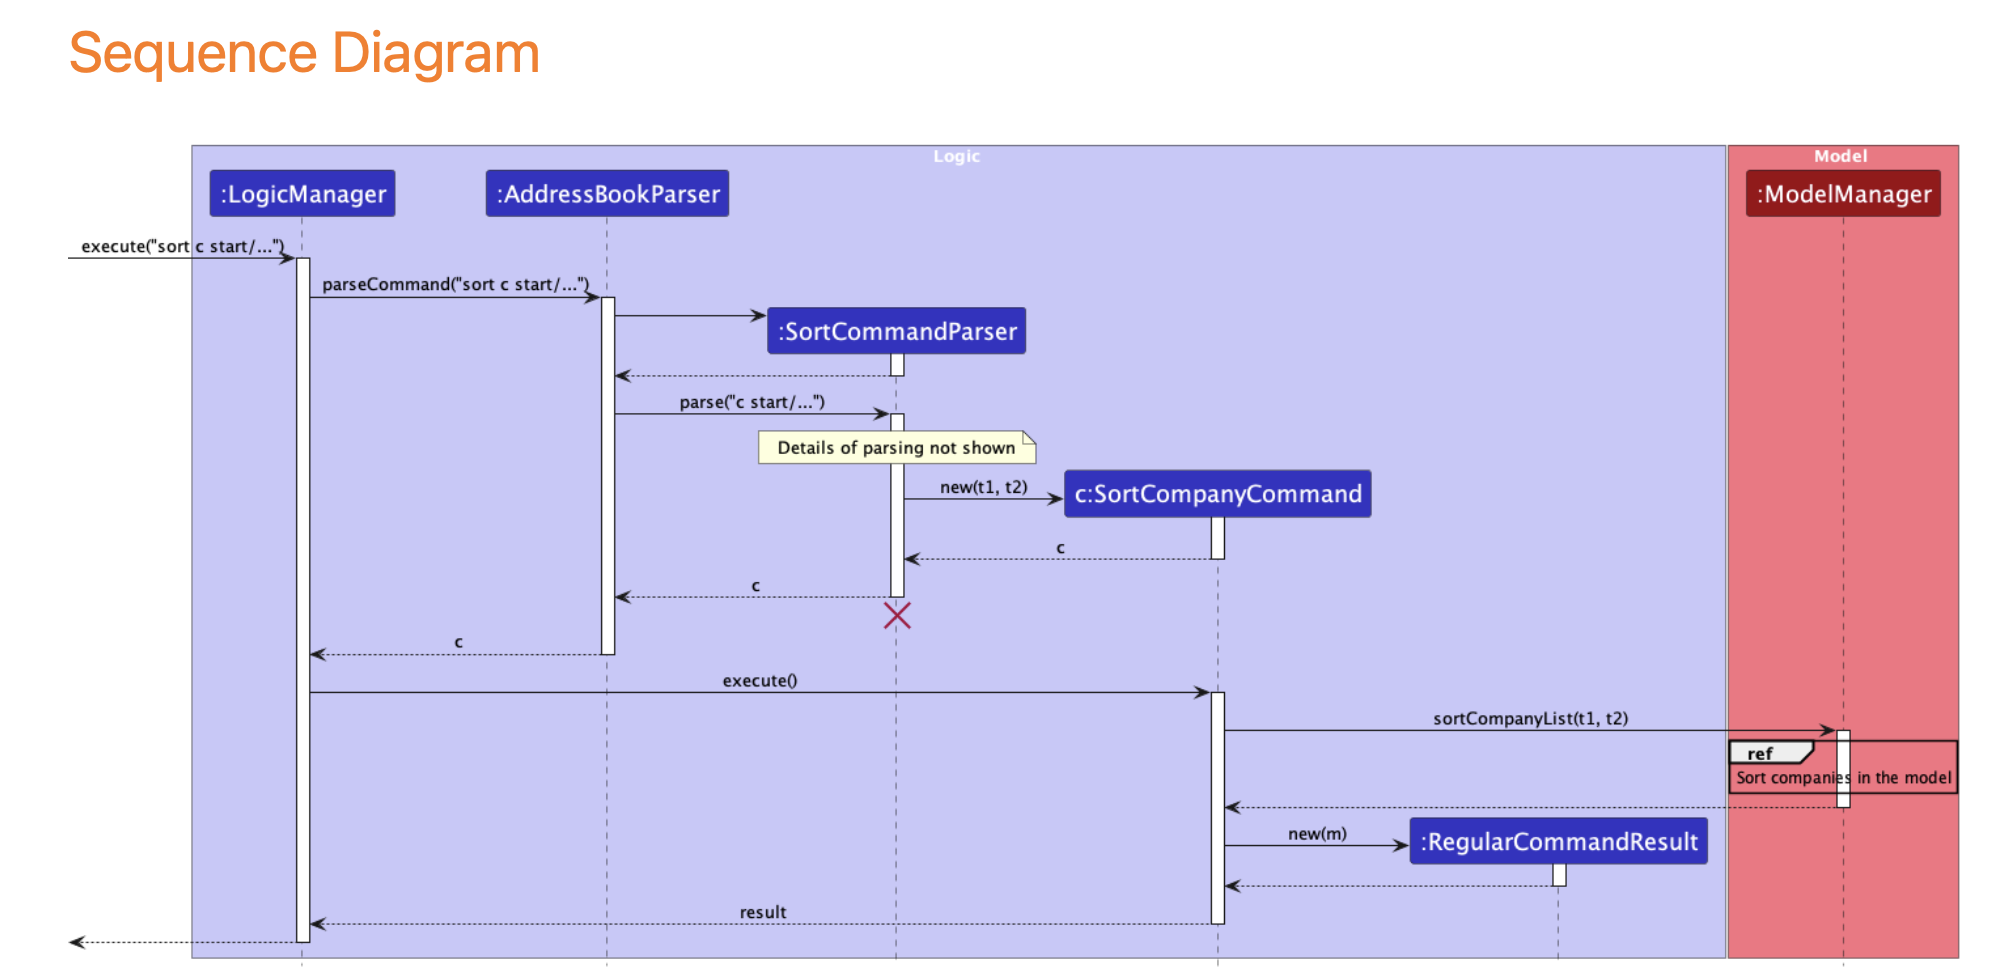 Sequence Diagram
Logic
Model
:LogicManager
:AddressBookParser
:ModelManager
execute("sort c start/...")
parseCommand("sort c start/...")
:SortCommandParser
parse("c start/...")
Details of parsing not shown
new(t1, t2)
c:SortCompanyCommand
c
c
c
execute()
sortCompanyList(t1, t2)
ref
Sort companies in the model
new(m)
:RegularCommandResult
result